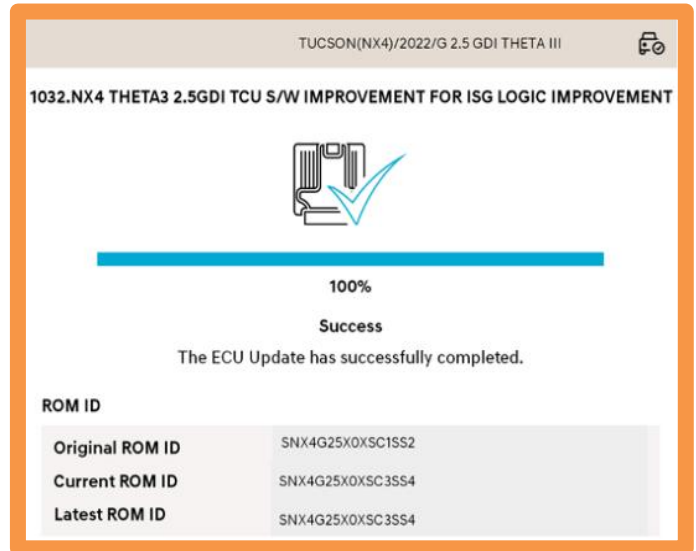 TUCSON(NX4)/2022/G 2.5 GDI THETA III
1032.NX4 THETA3 2.5GDI TCU S/W IMPROVEMENT FOR ISG LOGIC IMPROVEMENT
100%
Success
The ECU Update has successfully completed.
ROM ID
Original ROM ID SNX4G25X0XSC1SS2
Current ROM ID SNX4G25X0XSC3SS4
Latest ROM ID SNX4G25X0XSC3SS4